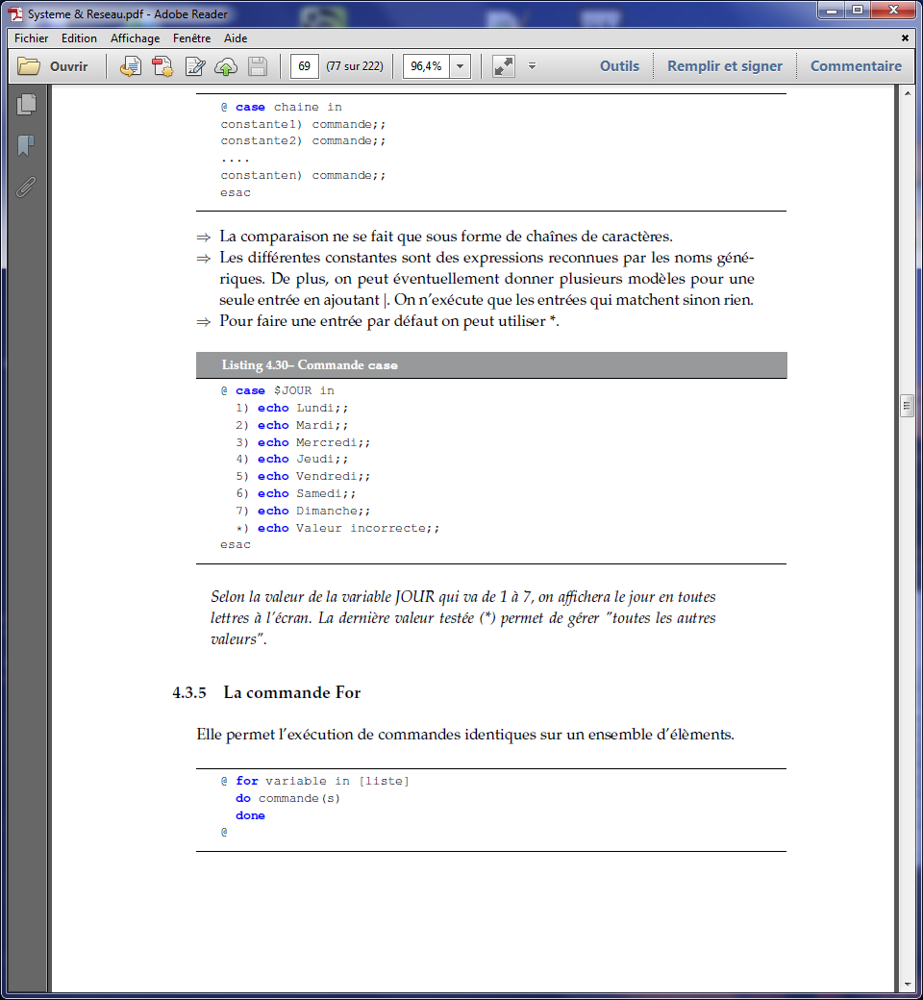 Systeme & Reseau.pdf - Adobe Reader
Fichier Edition Affichage Fenêtre Aide
Ouvrir 69 (77 sur 222) 96,4% Outils Remplir et signer Commentaire
@ case chaine in
constante1) commande;;
constante2) commande;;
....
constanten) commande;;
esac
⇒ La comparaison ne se fait que sous forme de chaînes de caractères.
⇒ Les différentes constantes sont des expressions reconnues par les noms géné-
riques. De plus, on peut éventuellement donner plusieurs modèles pour une
seule entrée en ajoutant |. On n'exécute que les entrées qui matchent sinon rien.
⇒ Pour faire une entrée par défaut on peut utiliser *.
Listing 4.30– Commande case
@ case $JOUR in
1) echo Lundi;;
2) echo Mardi;;
3) echo Mercredi;;
4) echo Jeudi;;
5) echo Vendredi;;
6) echo Samedi;;
7) echo Dimanche;;
*) echo Valeur incorrecte;;
esac
Selon la valeur de la variable JOUR qui va de 1 à 7, on affichera le jour en toutes
lettres à l'écran. La dernière valeur testée (*) permet de gérer "toutes les autres
valeurs".
4.3.5 La commande For
Elle permet l'exécution de commandes identiques sur un ensemble d'élèments.
@ for variable in [liste]
do commande(s)
done
@